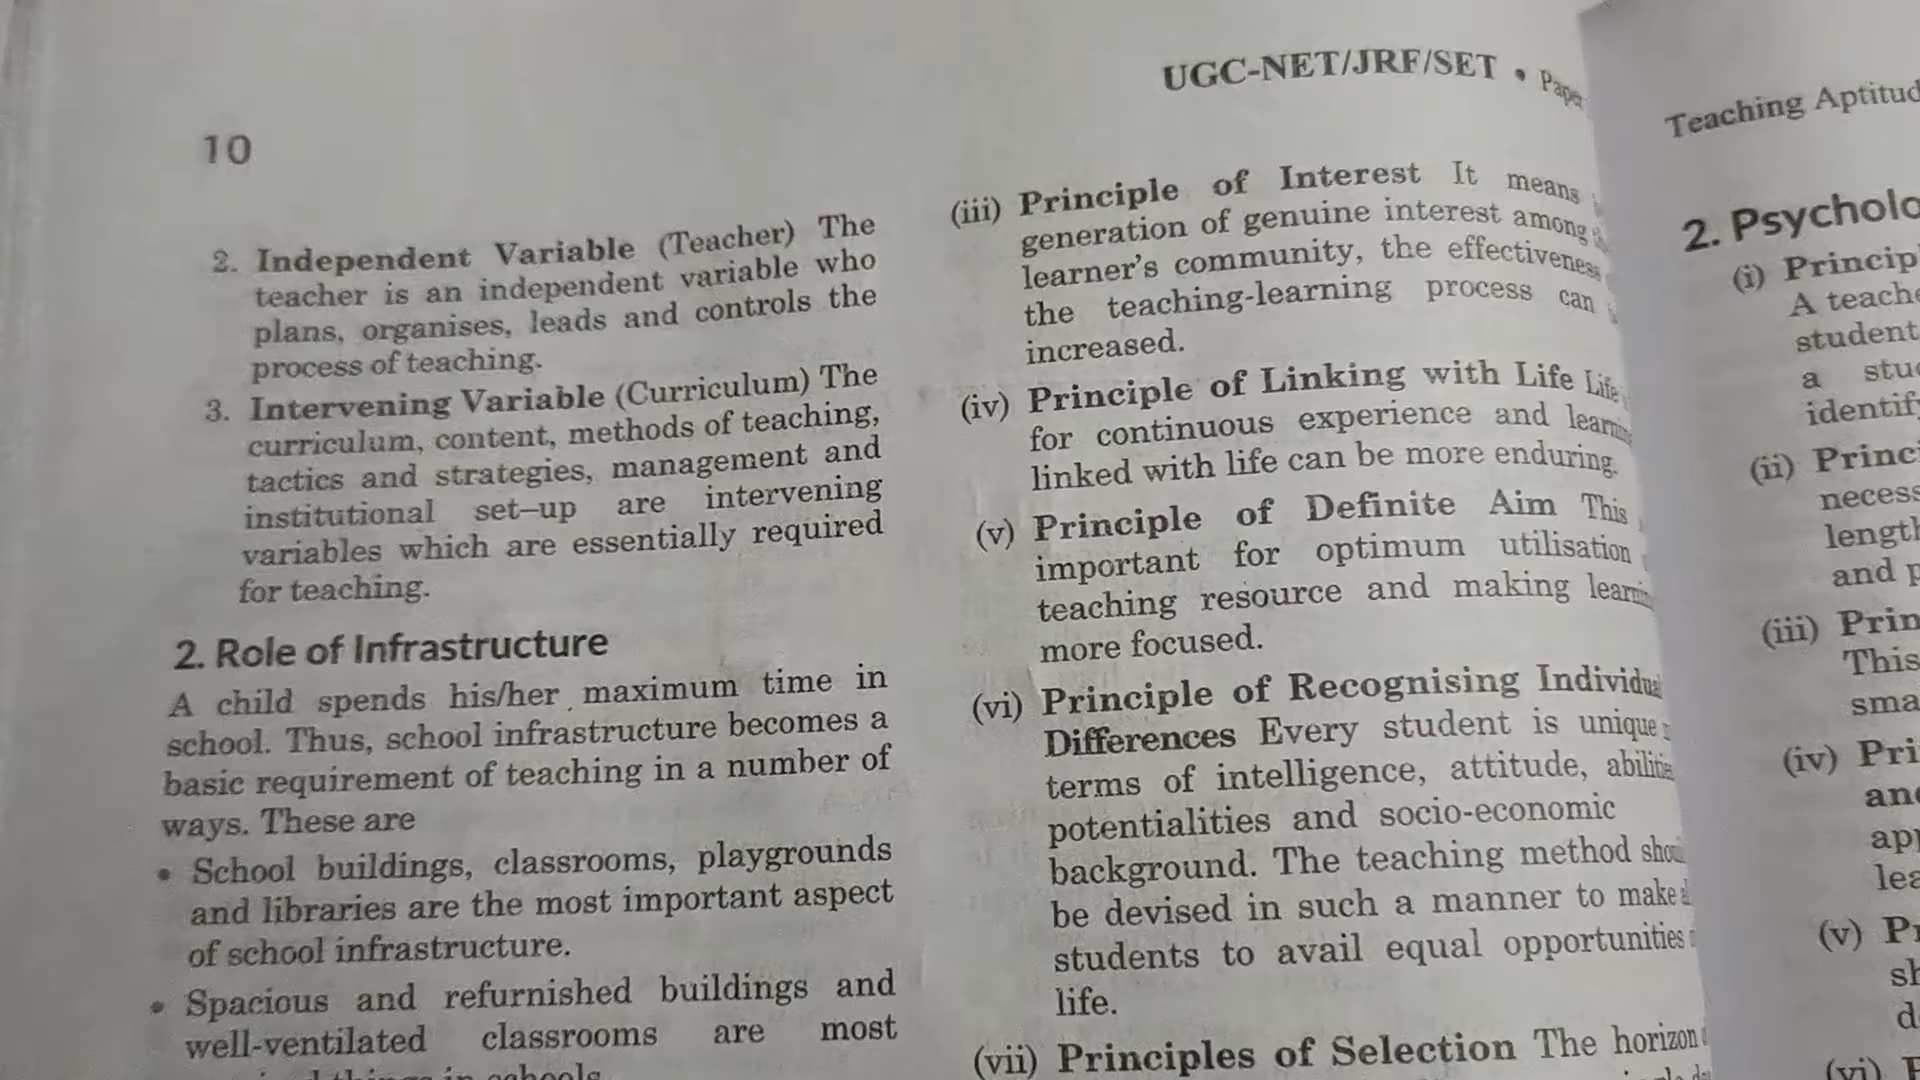 10
UGC-NET/JRF/SET • Paper
2. Independent Variable (Teacher) The
teacher is an independent variable who
plans, organises, leads and controls the
process of teaching.
3. Intervening Variable (Curriculum) The
curriculum, content, methods of teaching,
tactics and strategies, management and
institutional set-up are intervening
variables which are essentially required
for teaching.
2. Role of Infrastructure
A child spends his/her maximum time in
school. Thus, school infrastructure becomes a
basic requirement of teaching in a number of
ways. These are
• School buildings, classrooms, playgrounds
and libraries are the most important aspect
of school infrastructure.
• Spacious and refurnished buildings and
well-ventilated classrooms are most
things in schools
(iii) Principle of Interest It means
generation of genuine interest among
learner's community, the effectiveness
the teaching-learning process can
increased.
(iv) Principle of Linking with Life Life
for continuous experience and
linked with life can be more enduring.
(v) Principle of Definite Aim This
important for optimum utilisation
teaching resource and making
more focused.
(vi) Principle of Recognising Individual
Differences Every student is unique
terms of intelligence, attitude, abilities
potentialities and socio-economic
background. The teaching method
be devised in such a manner to make
students to avail equal opportunities
life.
(vii) Principles of Selection The horizon
Teaching Aptitud
2. Psycholo
(i) Princip
A teache
student
a stu
identify
(ii) Princ
necess
length
and p
(iii) Prin
This
sma
(iv) Pri
an
app
lea
(v) Pr
sh
d
(vi) P